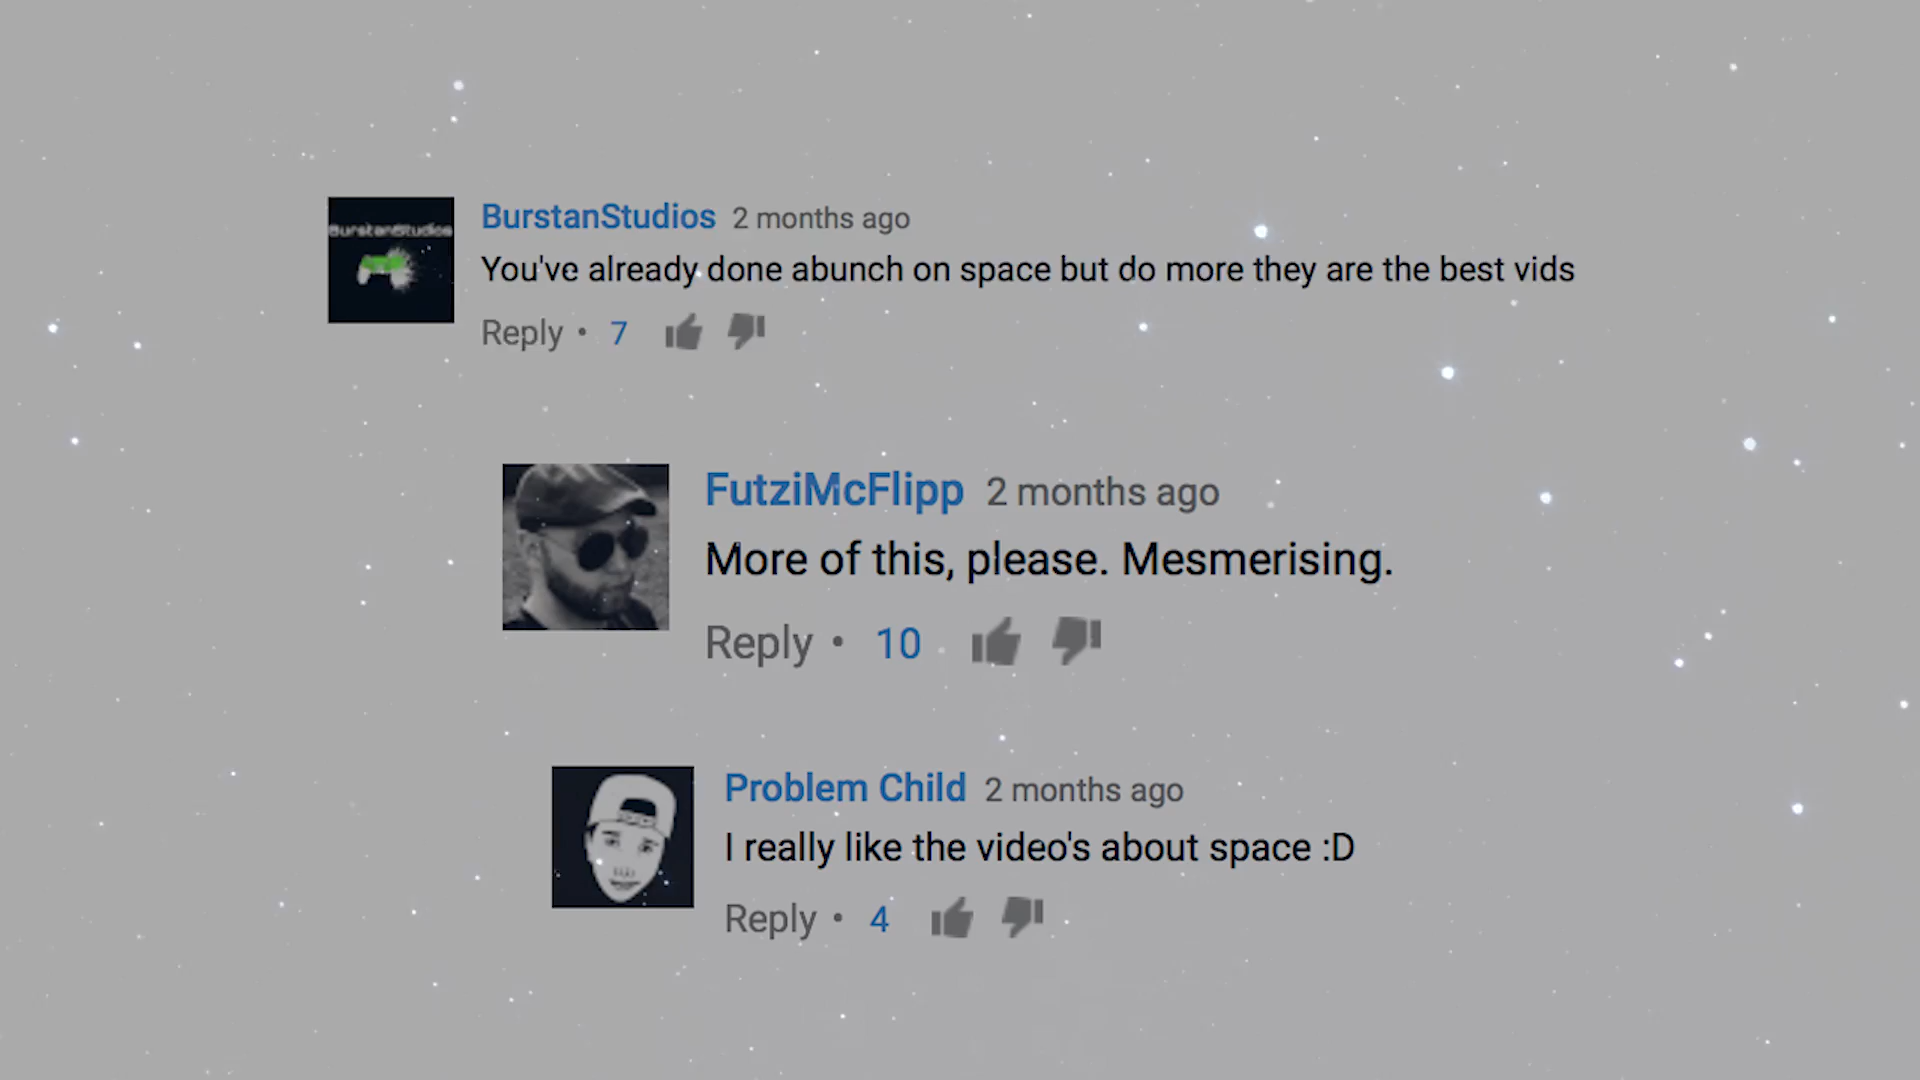 BurstanStudios 2 months ago
BurstanStudios
You've already done abunch on space but do more they are the best vids
Reply • 7
FutziMcFlipp 2 months ago
More of this, please. Mesmerising.
Reply • 10
Problem Child 2 months ago
I really like the video's about space :D
Reply • 4